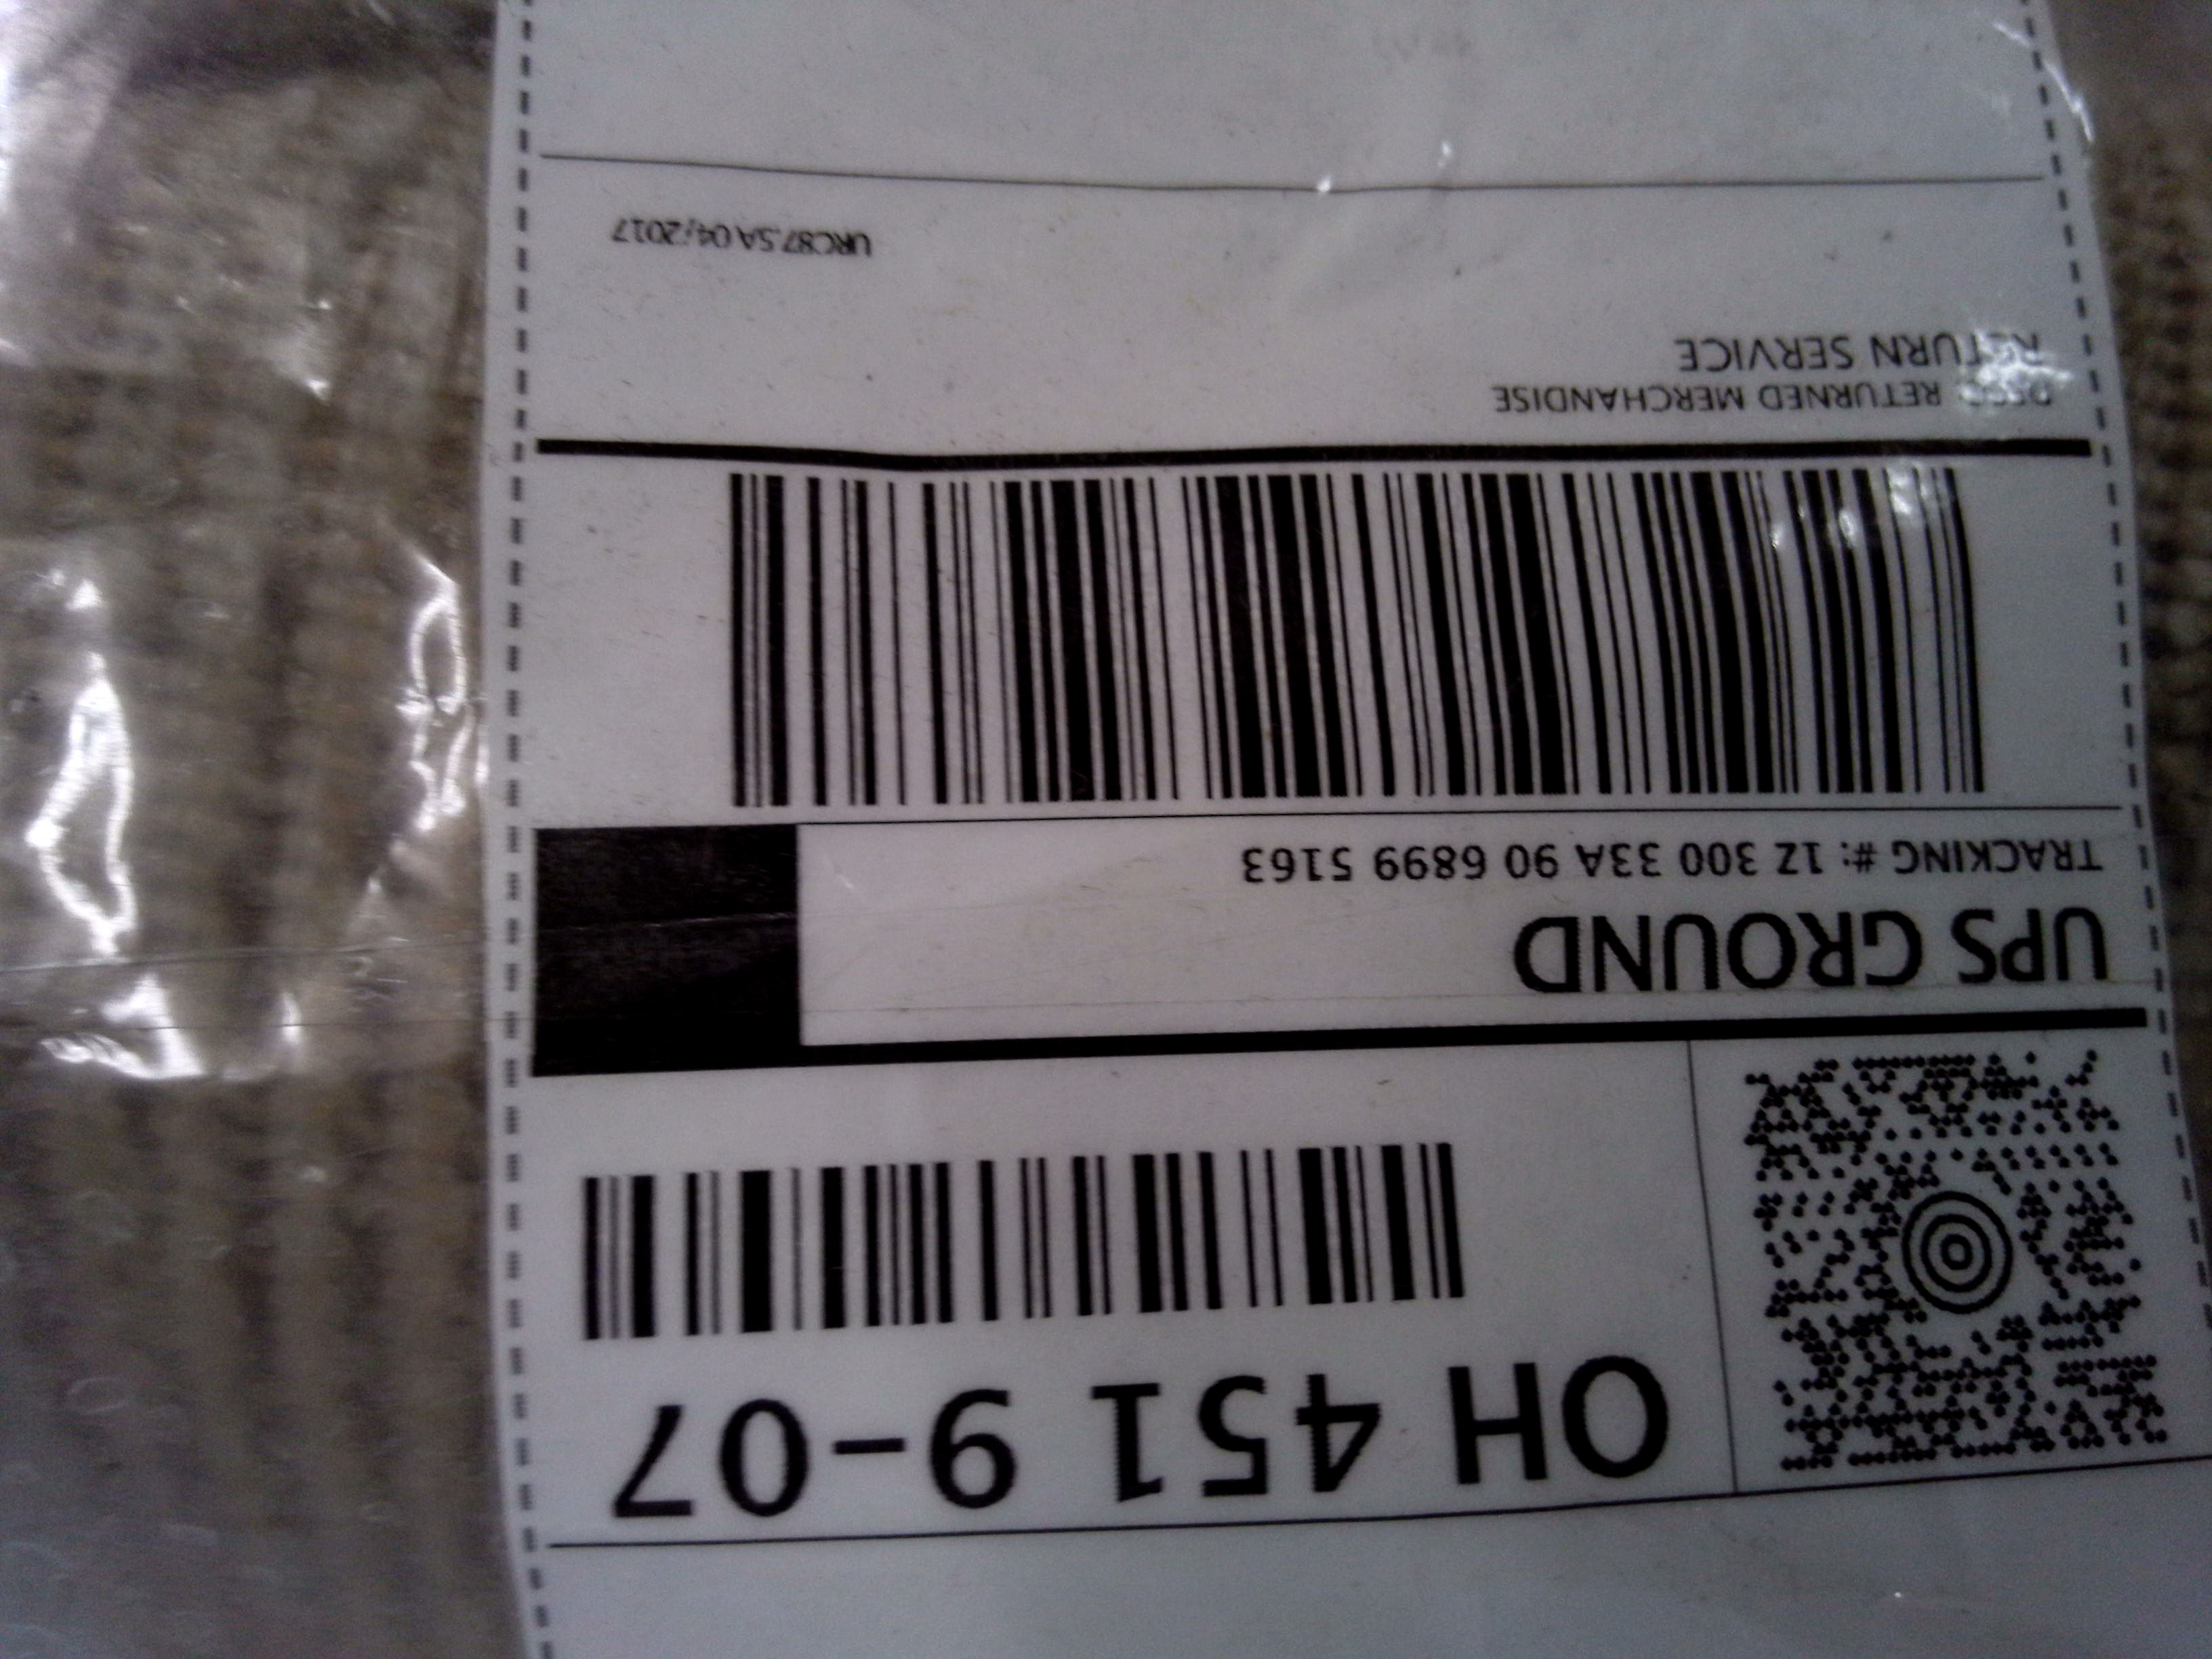 OH 451 9-07
UPS GROUND
TRACKING #: 1Z 300 33A 90 6899 5163
RETURNED MERCHANDISE
RETURN SERVICE
URC87.5A 04/2017